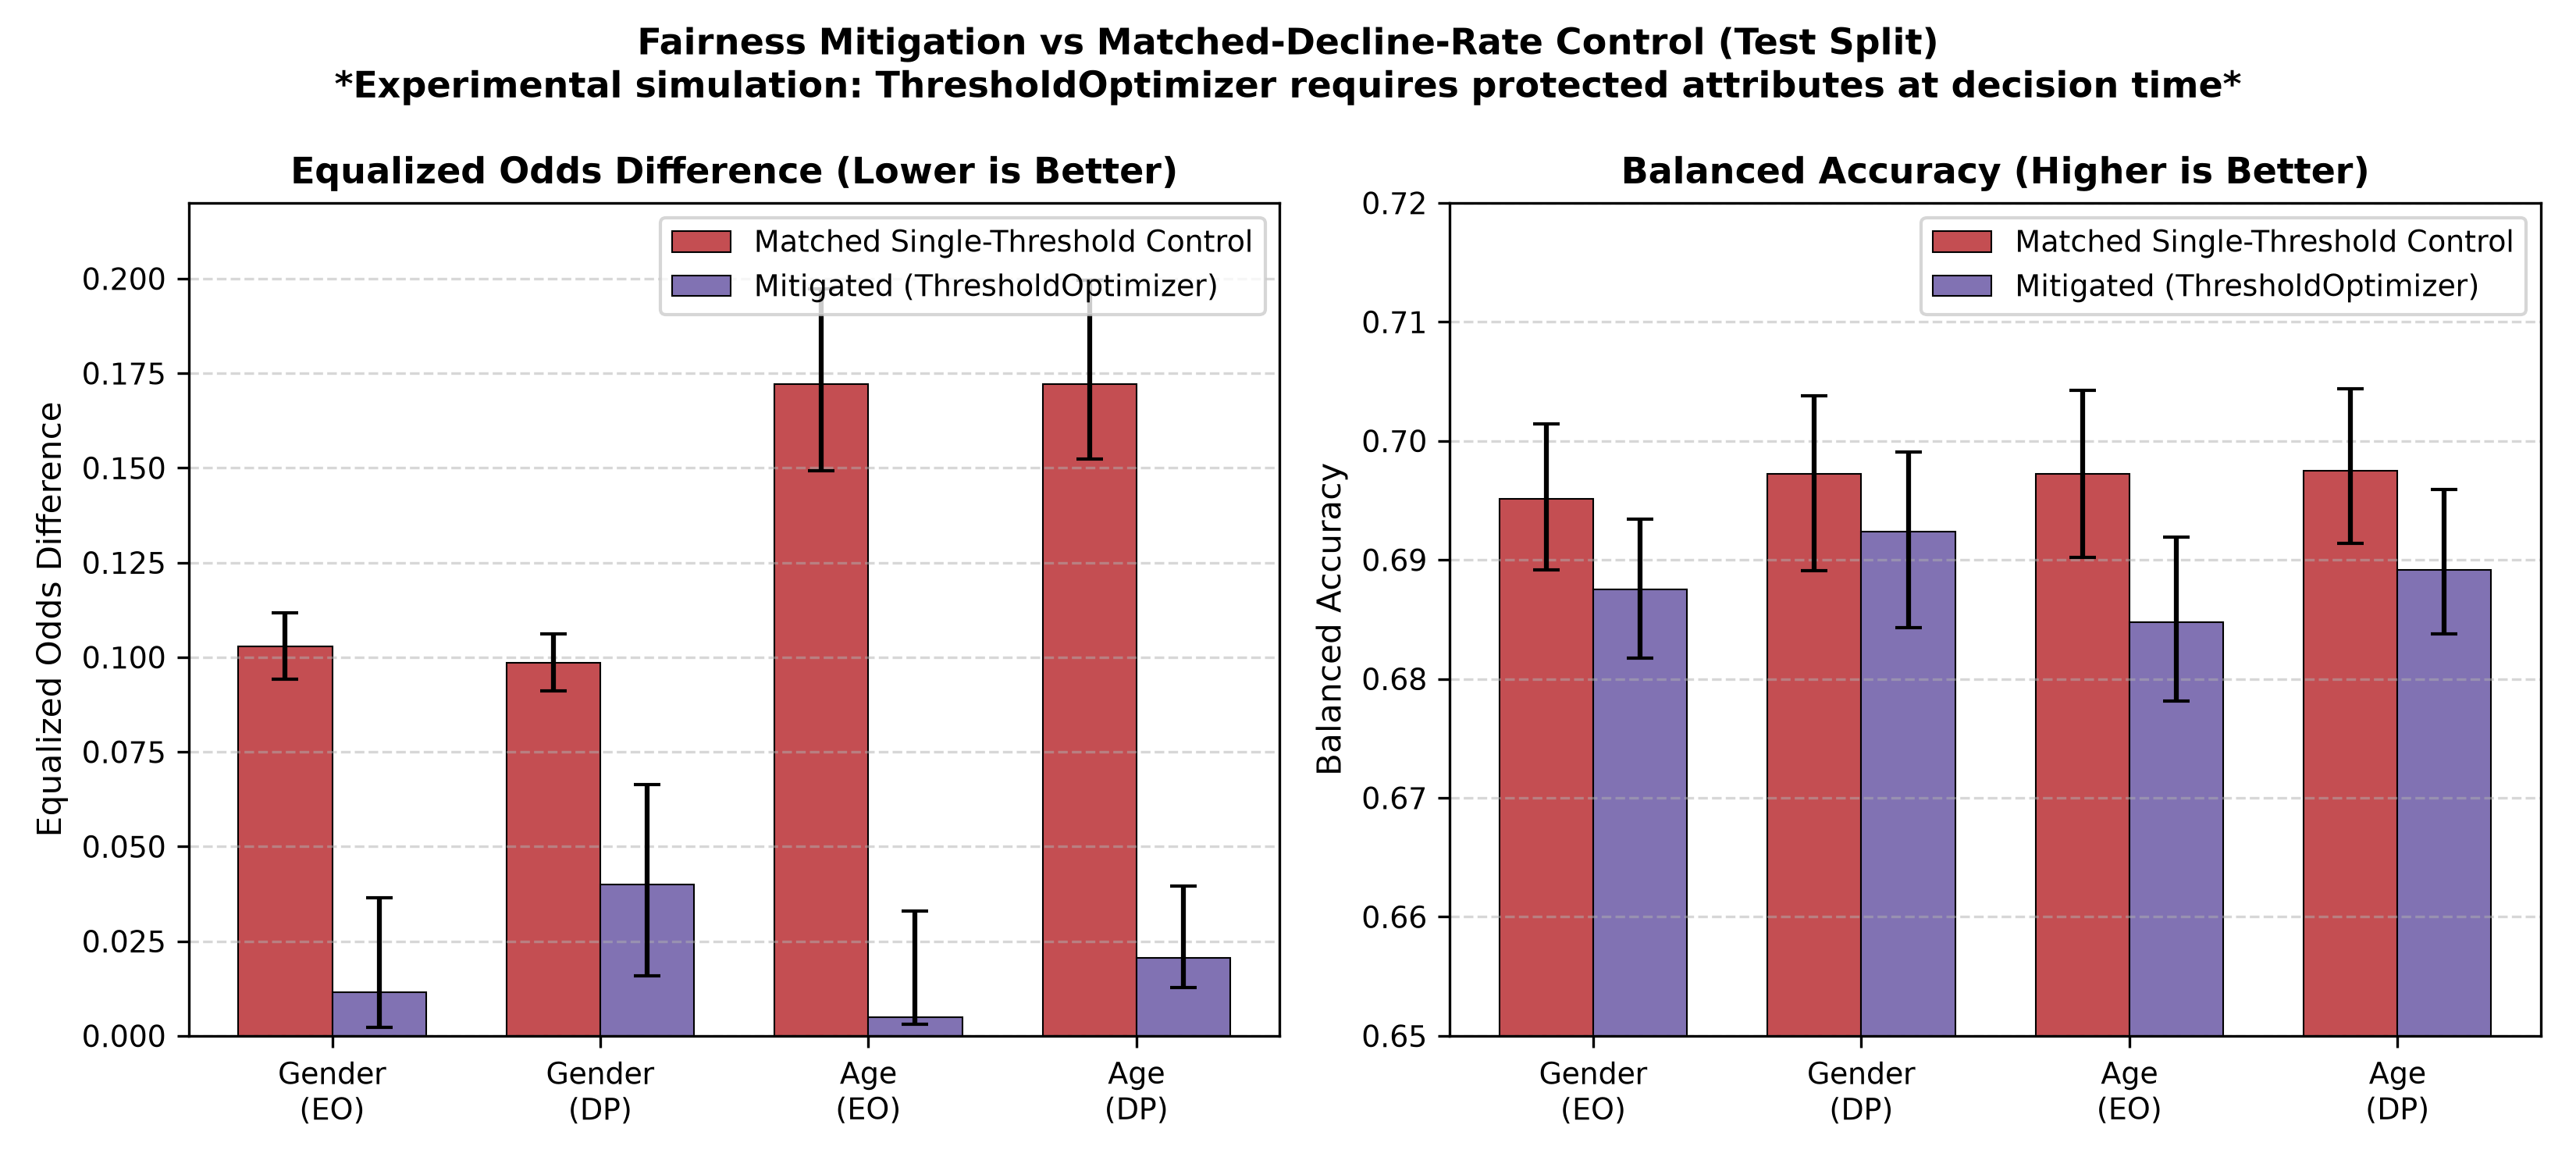 Fairness Mitigation vs Matched-Decline-Rate Control (Test Split)
*Experimental simulation: ThresholdOptimizer requires protected attributes at decision time*
Equalized Odds Difference (Lower is Better)
Matched Single-Threshold Control
Mitigated (ThresholdOptimizer)
Equalized Odds Difference
0.200
0.175
0.150
0.125
0.100
0.075
0.050
0.025
0.000
Gender
(EO)
Gender
(DP)
Age
(EO)
Age
(DP)
Balanced Accuracy (Higher is Better)
Matched Single-Threshold Control
Mitigated (ThresholdOptimizer)
Balanced Accuracy
0.72
0.71
0.70
0.69
0.68
0.67
0.66
0.65
Gender
(EO)
Gender
(DP)
Age
(EO)
Age
(DP)